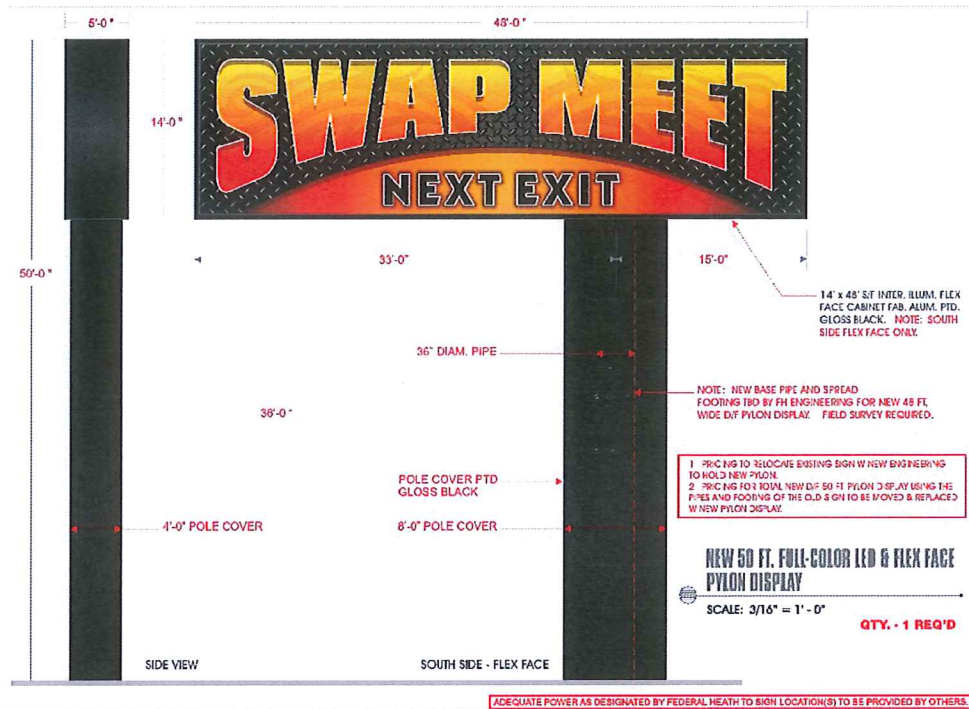 5'-0"
48'-0"
SWAP MEET
NEXT EXIT
14'-0"
50'-0"
33'-0"
15'-0"
14' x 48' S/F INTER. ILLUM. FLEX
FACE CABINET FAB. ALUM. PTD.
GLOSS BLACK. NOTE: SOUTH
SIDE FLEX FACE ONLY.
36" DIAM. PIPE
NOTE: NEW BASE PIPE AND SPREAD
FOOTING TBD BY FH ENGINEERING FOR NEW 48 FT.
WIDE D/F PYLON DISPLAY. FIELD SURVEY REQUIRED.
36'-0"
1 PRICING TO RELOCATE EXISTING SIGN W NEW ENGINEERING
TO HOLD NEW PYLON.
2 PRICING FOR TOTAL NEW D/F 50 FT PYLON DISPLAY USING THE
PIPES AND FOOTING OF THE OLD SIGN TO BE MOVED & REPLACED
W NEW PYLON DISPLAY.
POLE COVER PTD
GLOSS BLACK
4'-0" POLE COVER
8'-0" POLE COVER
NEW 50 FT. FULL-COLOR LED & FLEX FACE
PYLON DISPLAY
SCALE: 3/16" = 1' - 0"
QTY. - 1 REQ'D
SIDE VIEW
SOUTH SIDE - FLEX FACE
ADEQUATE POWER AS DESIGNATED BY FEDERAL HEATH TO SIGN LOCATION(S) TO BE PROVIDED BY OTHERS.